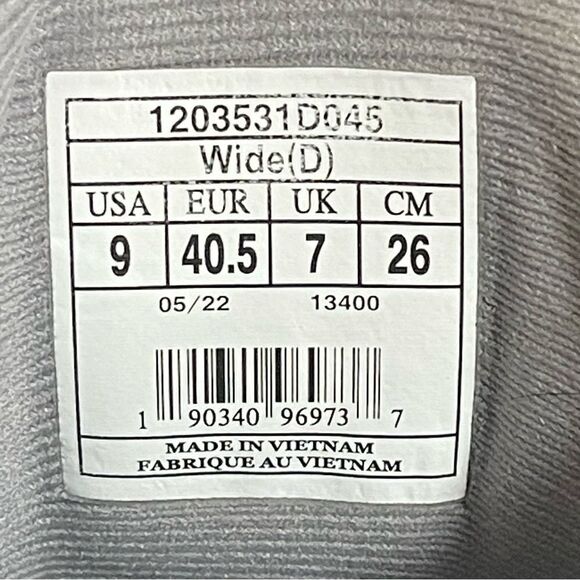 1203531D045
Wide(D)
USA EUR UK CM
9 40.5 7 26
05/22 13400
1 90340 96973 7
MADE IN VIETNAM
FABRIQUE AU VIETNAM